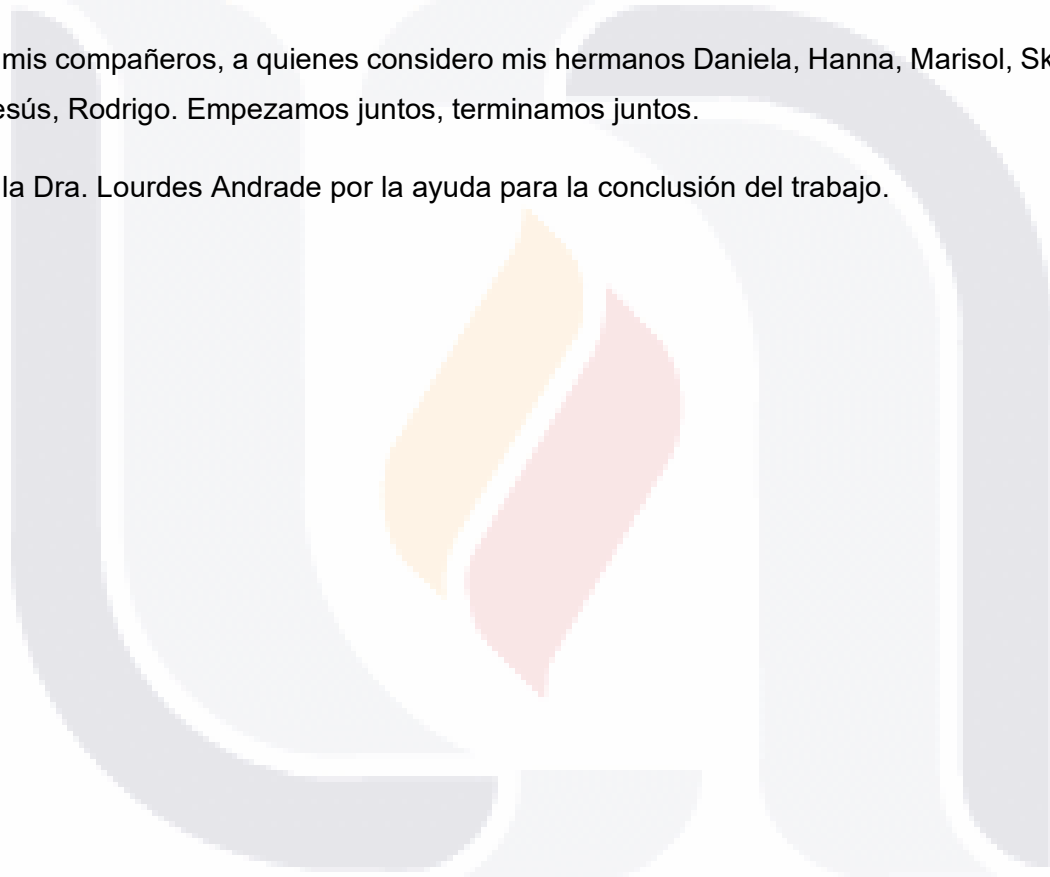 mis compañeros, a quienes considero mis hermanos Daniela, Hanna, Marisol,
Rodrigo. Empezamos juntos, terminamos juntos.
la Dra. Lourdes Andrade por la ayuda para la conclusión del trabajo.